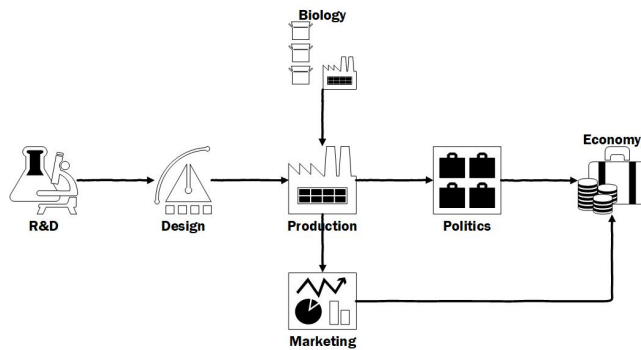 Biology
Economy
R&D
Design
Production
Politics
Marketing